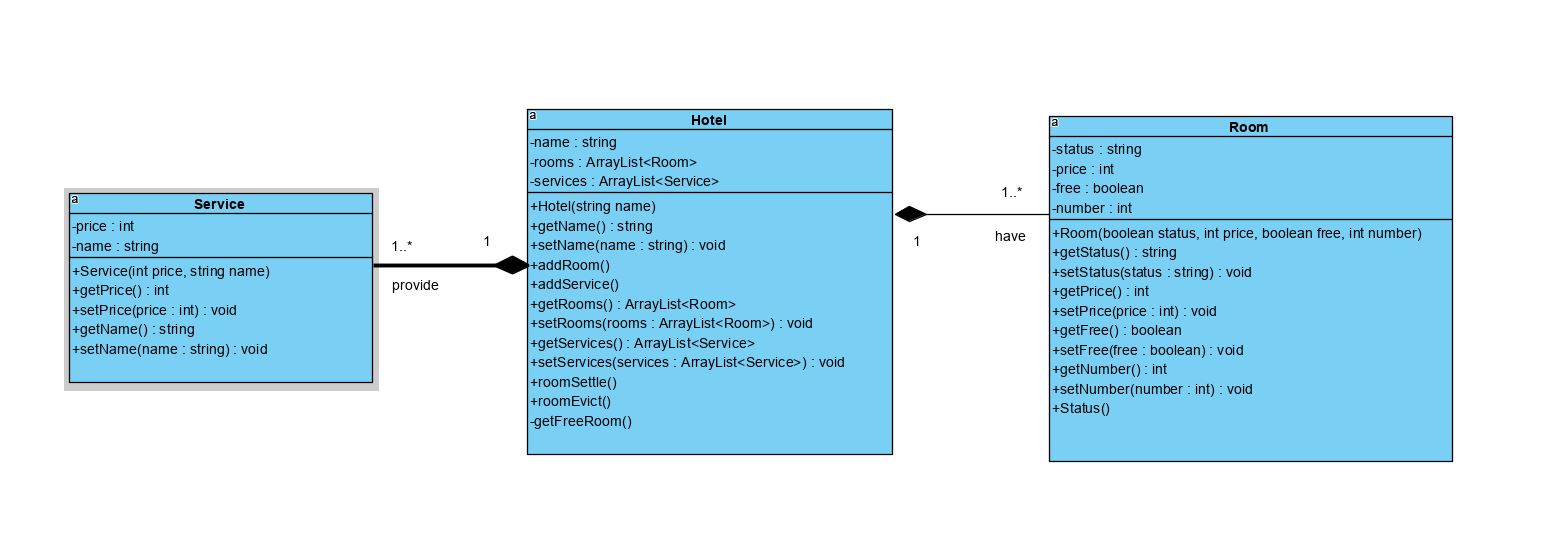 a
Service
-price : int
-name : string
+Service(int price, string name)
+getPrice() : int
+setPrice(price : int) : void
+getName() : string
+setName(name : string) : void
1..*
1
provide
a
Hotel
-name : string
-rooms : ArrayList<Room>
-services : ArrayList<Service>
+Hotel(string name)
+getName() : string
+setName(name : string) : void
+addRoom()
+addService()
+getRooms() : ArrayList<Room>
+setRooms(rooms : ArrayList<Room>) : void
+getServices() : ArrayList<Service>
+setServices(services : ArrayList<Service>) : void
+roomSettle()
+roomEvict()
-getFreeRoom()
1..*
1
have
a
Room
-status : string
-price : int
-free : boolean
-number : int
+Room(boolean status, int price, boolean free, int number)
+getStatus() : string
+setStatus(status : string) : void
+getPrice() : int
+setPrice(price : int) : void
+getFree() : boolean
+setFree(free : boolean) : void
+getNumber() : int
+setNumber(number : int) : void
+Status()